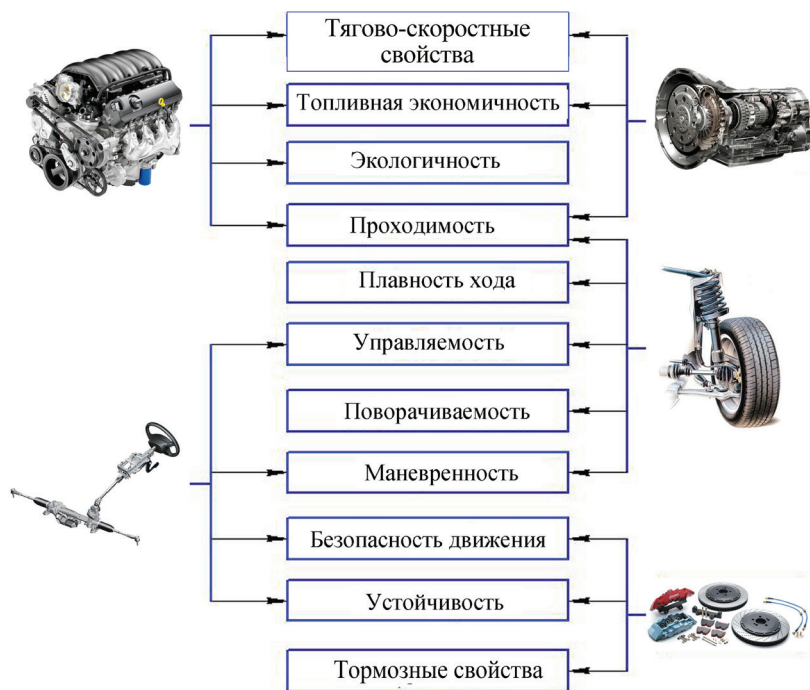 Тягово-скоростные
свойства
Топливная экономичность
Экологичность
Проходимость
Плавность хода
Управляемость
Поворачиваемость
Маневренность
Безопасность движения
Устойчивость
Тормозные свойства